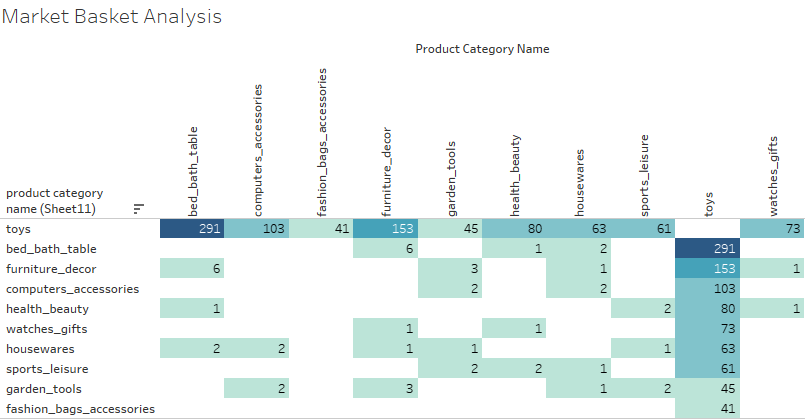 Market Basket Analysis
Product Category Name
product category
name (Sheet11)
bed_bath_table
computers_accessories
fashion_bags_accessories
furniture_decor
garden_tools
health_beauty
housewares
sports_leisure
toys
watches_gifts
toys 291 103 41 153 45 80 63 61 73
bed_bath_table 6 1 2 291
furniture_decor 6 3 1 153 1
computers_accessories 2 2 103
health_beauty 1 2 80 1
watches_gifts 1 1 73
housewares 2 2 1 1 1 63
sports_leisure 2 2 1 61
garden_tools 2 3 1 2 45
fashion_bags_accessories 41